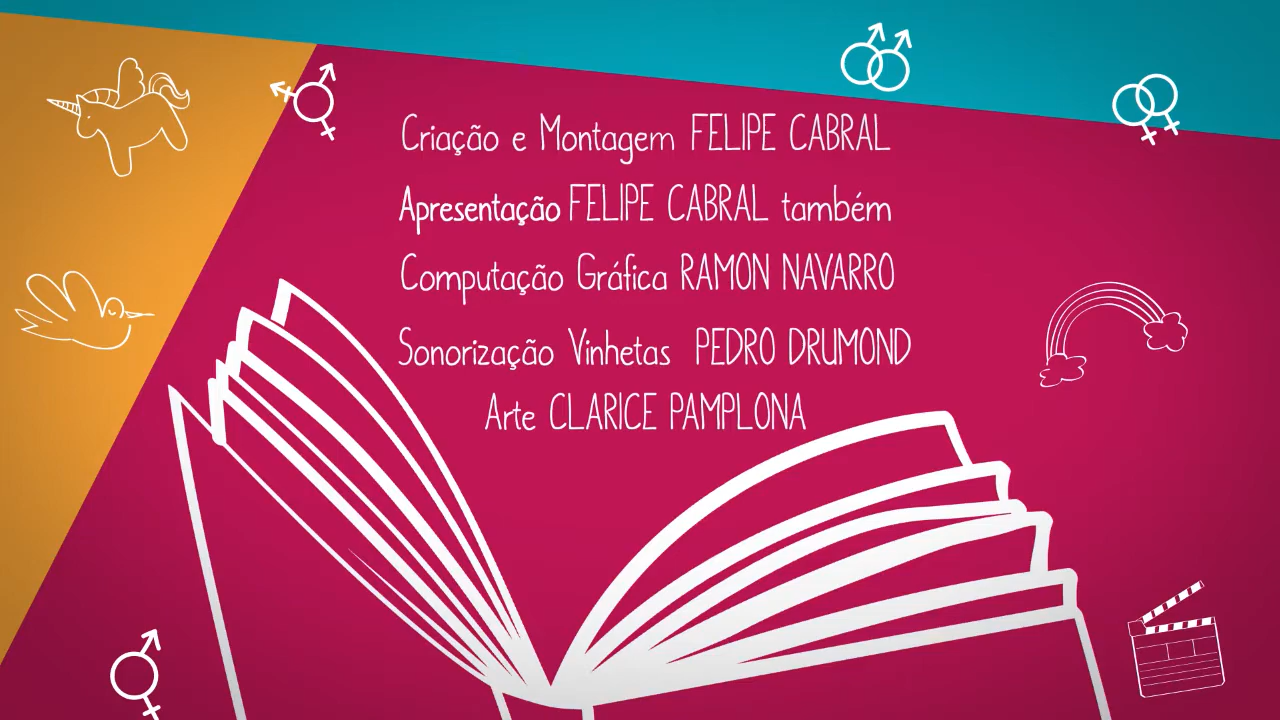 Criação e Montagem FELIPE CABRAL
Apresentação FELIPE CABRAL também
Computação Gráfica RAMON NAVARRO
Sonorização Vinhetas PEDRO DRUMOND
Arte CLARICE PAMPLONA